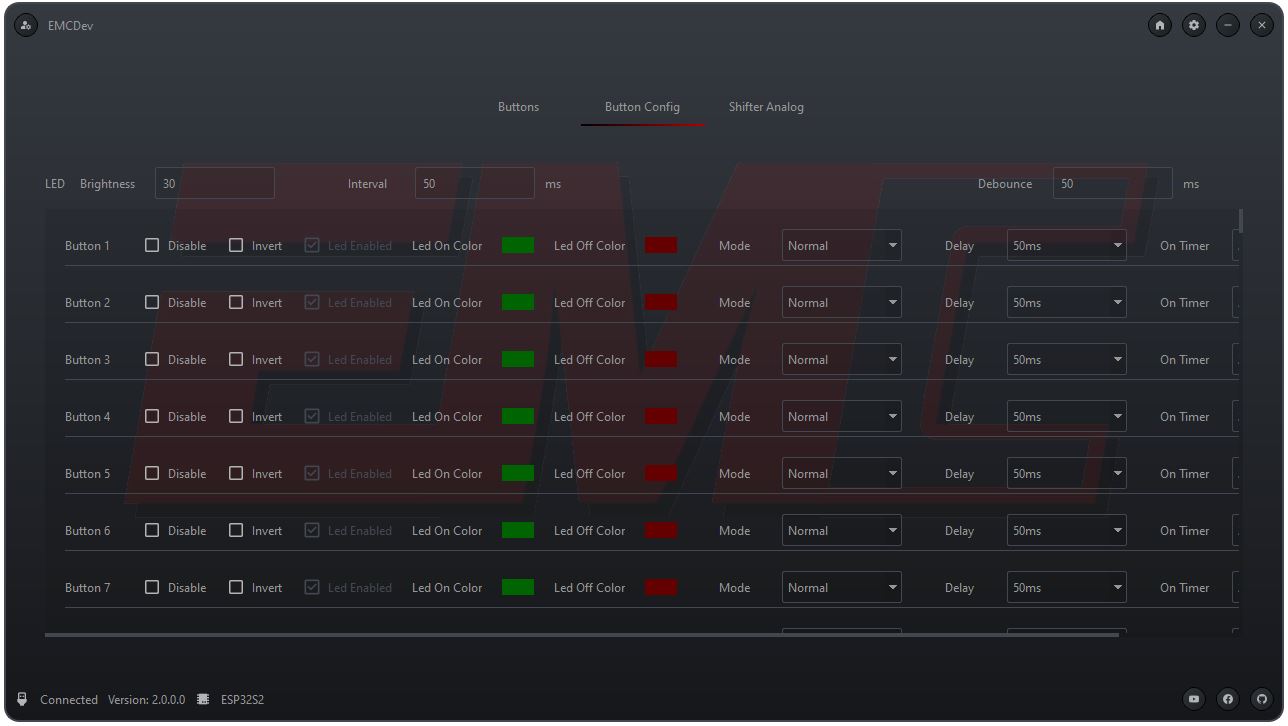 EMCDev
Buttons Button Config Shifter Analog
LED Brightness 30 Interval 50 ms Debounce 50 ms
Button 1 Disable Invert Led Enabled Led On Color Led Off Color Mode Normal Delay 50ms On Timer
Button 2 Disable Invert Led Enabled Led On Color Led Off Color Mode Normal Delay 50ms On Timer
Button 3 Disable Invert Led Enabled Led On Color Led Off Color Mode Normal Delay 50ms On Timer
Button 4 Disable Invert Led Enabled Led On Color Led Off Color Mode Normal Delay 50ms On Timer
Button 5 Disable Invert Led Enabled Led On Color Led Off Color Mode Normal Delay 50ms On Timer
Button 6 Disable Invert Led Enabled Led On Color Led Off Color Mode Normal Delay 50ms On Timer
Button 7 Disable Invert Led Enabled Led On Color Led Off Color Mode Normal Delay 50ms On Timer
EMC
Connected Version: 2.0.0.0 ESP32S2